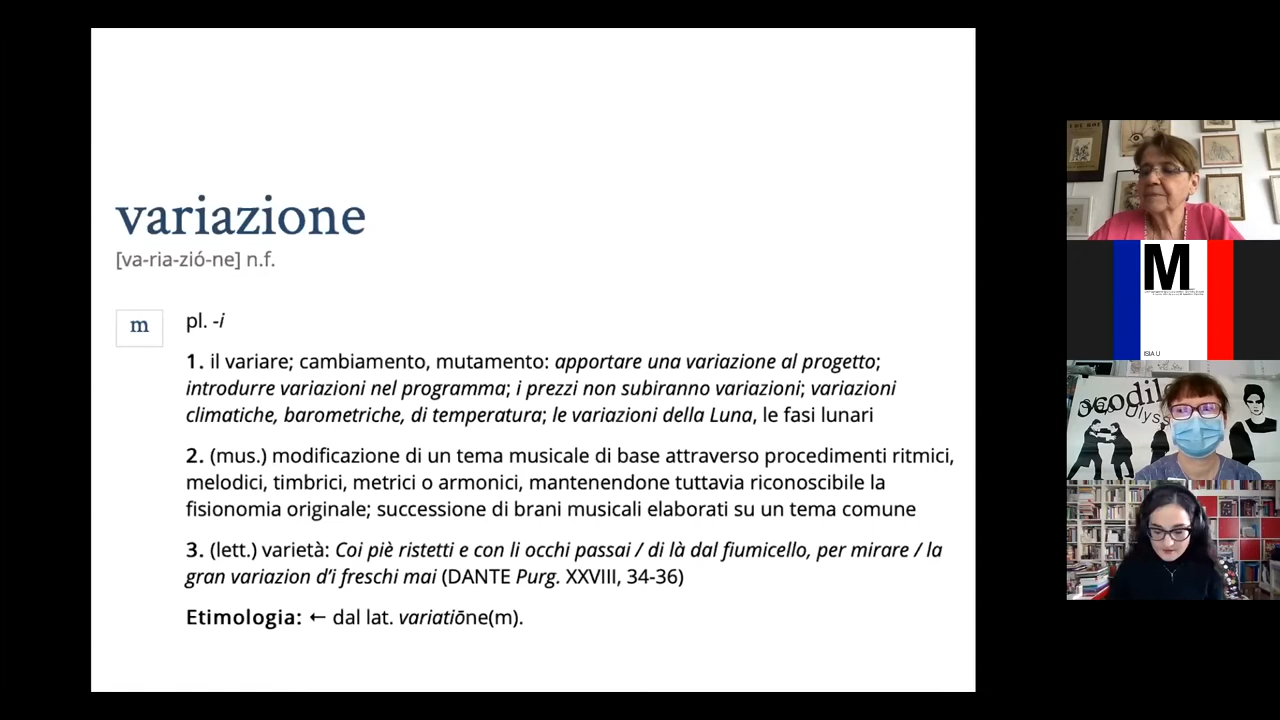 variazione
[va-ria-zió-ne] n.f.
m
pl. -i
1. il variare; cambiamento, mutamento: apportare una variazione al progetto;
introdurre variazioni nel programma; i prezzi non subiranno variazioni; variazioni
climatiche, barometriche, di temperatura; le variazioni della Luna, le fasi lunari
2. (mus.) modificazione di un tema musicale di base attraverso procedimenti ritmici,
melodici, timbrici, metrici o armonici, mantenendone tuttavia riconoscibile la
fisionomia originale; successione di brani musicali elaborati su un tema comune
3. (lett.) varietà: Coi piè ristetti e con li occhi passai / di là dal fiumicello, per mirare / la
gran variazion d’i freschi mai (DANTE Purg. XXVIII, 34-36)
Etimologia: ← dal lat. variatiōne(m).
M
ISIA U
ocodile
Ulyss